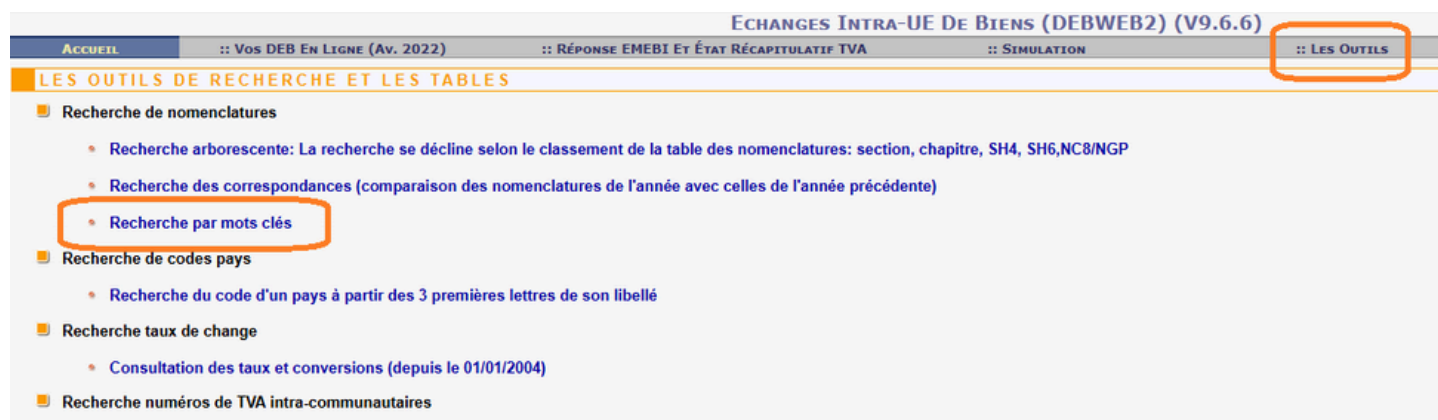 ECHANGES INTRA-UE DE BIENS (DEBWEB2) (V9.6.6)
ACCUEIL :: VOS DEB EN LIGNE (AV. 2022) :: RÉPONSE EMEBI ET ÉTAT RÉCAPITULATIF TVA :: SIMULATION :: LES OUTILS
LES OUTILS DE RECHERCHE ET LES TABLES
Recherche de nomenclatures
Recherche arborescente: La recherche se décline selon le classement de la table des nomenclatures: section, chapitre, SH4, SH6,NC8/NGP
Recherche des correspondances (comparaison des nomenclatures de l'année avec celles de l'année précédente)
Recherche par mots clés
Recherche de codes pays
Recherche du code d'un pays à partir des 3 premières lettres de son libellé
Recherche taux de change
Consultation des taux et conversions (depuis le 01/01/2004)
Recherche numéros de TVA intra-communautaires